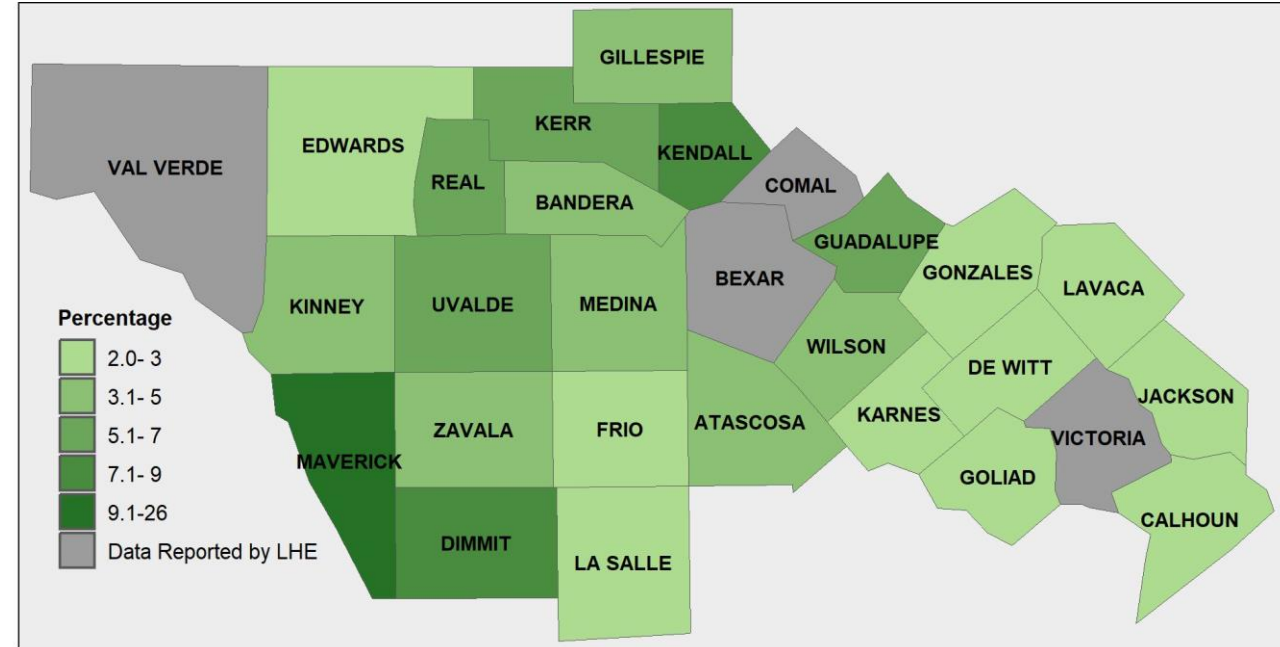 GILLESPIE
KERR
EDWARDS
KENDALL
VAL VERDE
REAL
COMAL
BANDERA
GUADALUPE
GONZALES
BEXAR
LAVACA
KINNEY
UVALDE
MEDINA
WILSON
DE WITT
JACKSON
KARNES
ATASCOSA
ZAVALA
FRIO
VICTORIA
MAVERICK
GOLIAD
CALHOUN
DIMMIT
LA SALLE
Percentage
2.0- 3
3.1- 5
5.1- 7
7.1- 9
9.1-26
Data Reported by LHE